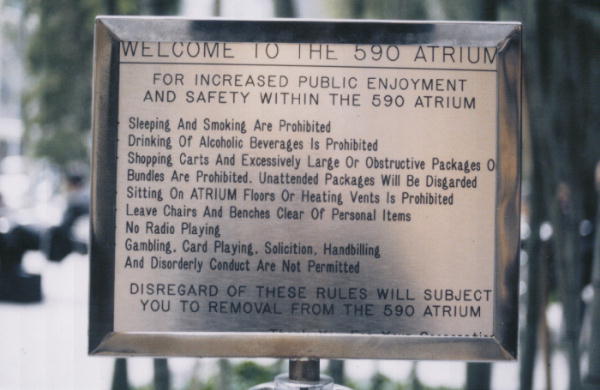 WELCOME TO THE 590 ATRIUM
FOR INCREASED PUBLIC ENJOYMENT
AND SAFETY WITHIN THE 590 ATRIUM
Sleeping And Smoking Are Prohibited
Drinking Of Alcoholic Beverages Is Prohibited
Shopping Carts And Excessively Large Or Obstructive Packages O
Bundles Are Prohibited. Unattended Packages Will Be Disgarded
Sitting On ATRIUM Floors Or Heating Vents Is Prohibited
Leave Chairs And Benches Clear Of Personal Items
No Radio Playing
Gambling, Card Playing, Solicition, Handbilling
And Disorderly Conduct Are Not Permitted
DISREGARD OF THESE RULES WILL SUBJECT
YOU TO REMOVAL FROM THE 590 ATRIUM